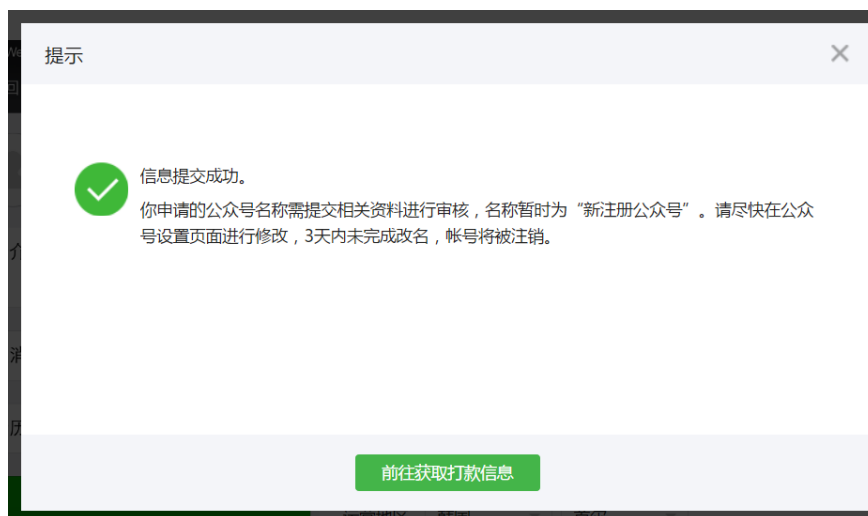 提示
信息提交成功。
你申请的公众号名称需提交相关资料进行审核，名称暂时为“新注册公众号”。请尽快在公众
号设置页面进行修改，3天内未完成改名，帐号将被注销。
前往获取打款信息